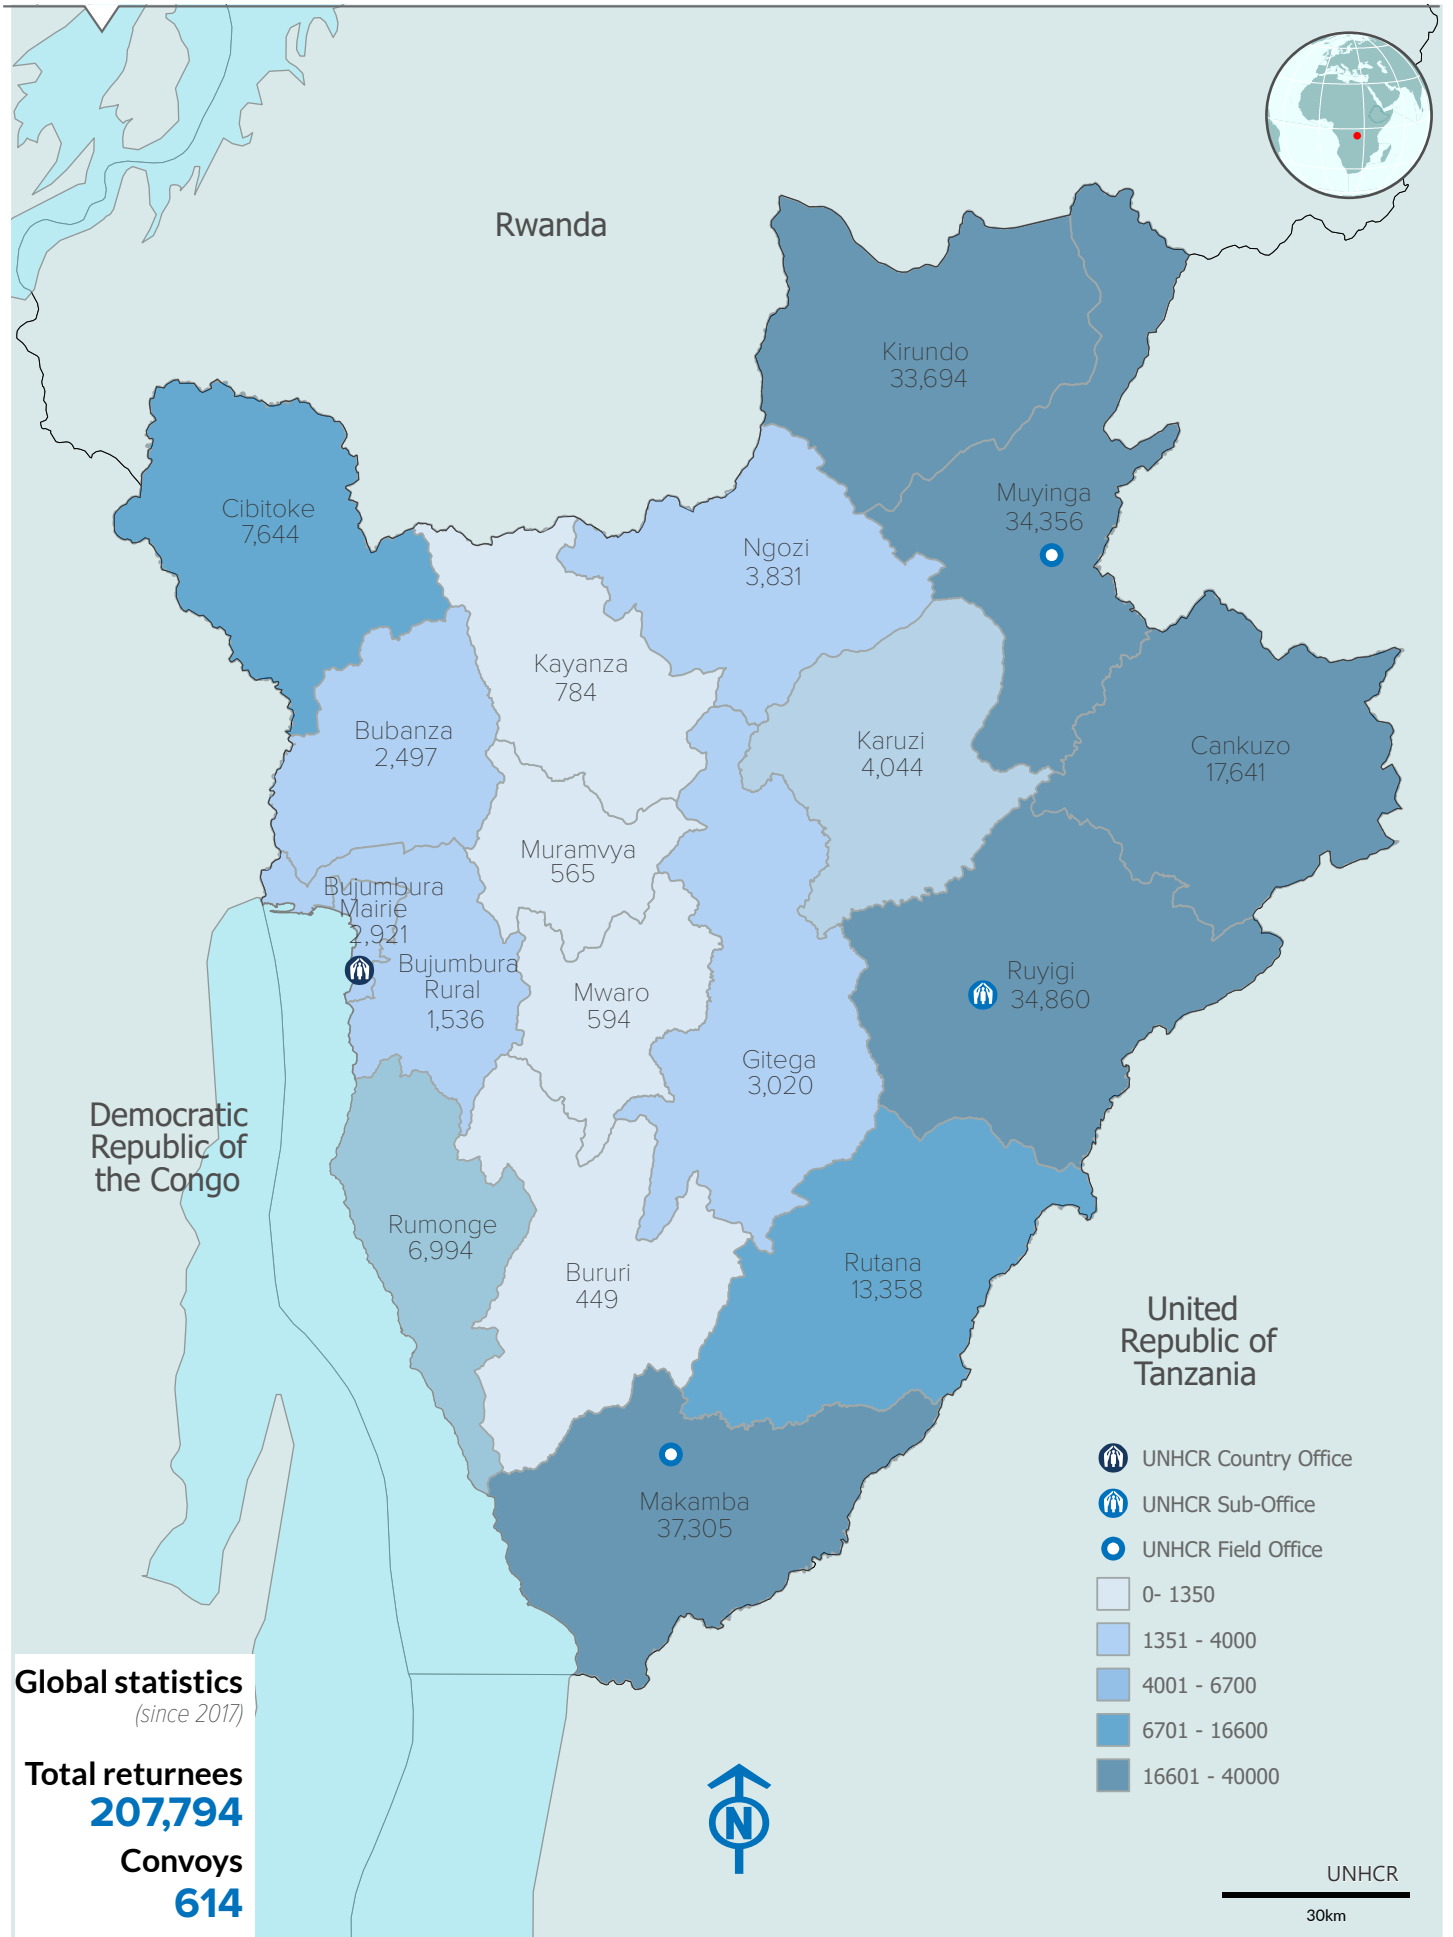 Rwanda
Kirundo
33,694
Cibitoke
7,644
Muyinga
34,356
Ngozi
3,831
Kayanza
784
Bubanza
2,497
Karuzi
4,044
Cankuzo
17,641
Muramvya
565
Bujumbura
Mairie
2,921
Bujumbura
Rural
1,536
Mwaro
594
Ruyigi
34,860
Gitega
3,020
Democratic
Republic of
the Congo
Rumonge
6,994
Bururi
449
Rutana
13,358
United
Republic of
Tanzania
Makamba
37,305
UNHCR Country Office
UNHCR Sub-Office
UNHCR Field Office
0- 1350
1351 - 4000
4001 - 6700
6701 - 16600
16601 - 40000
Global statistics
(since 2017)
Total returnees
207,794
Convoys
614
N
UNHCR
30km